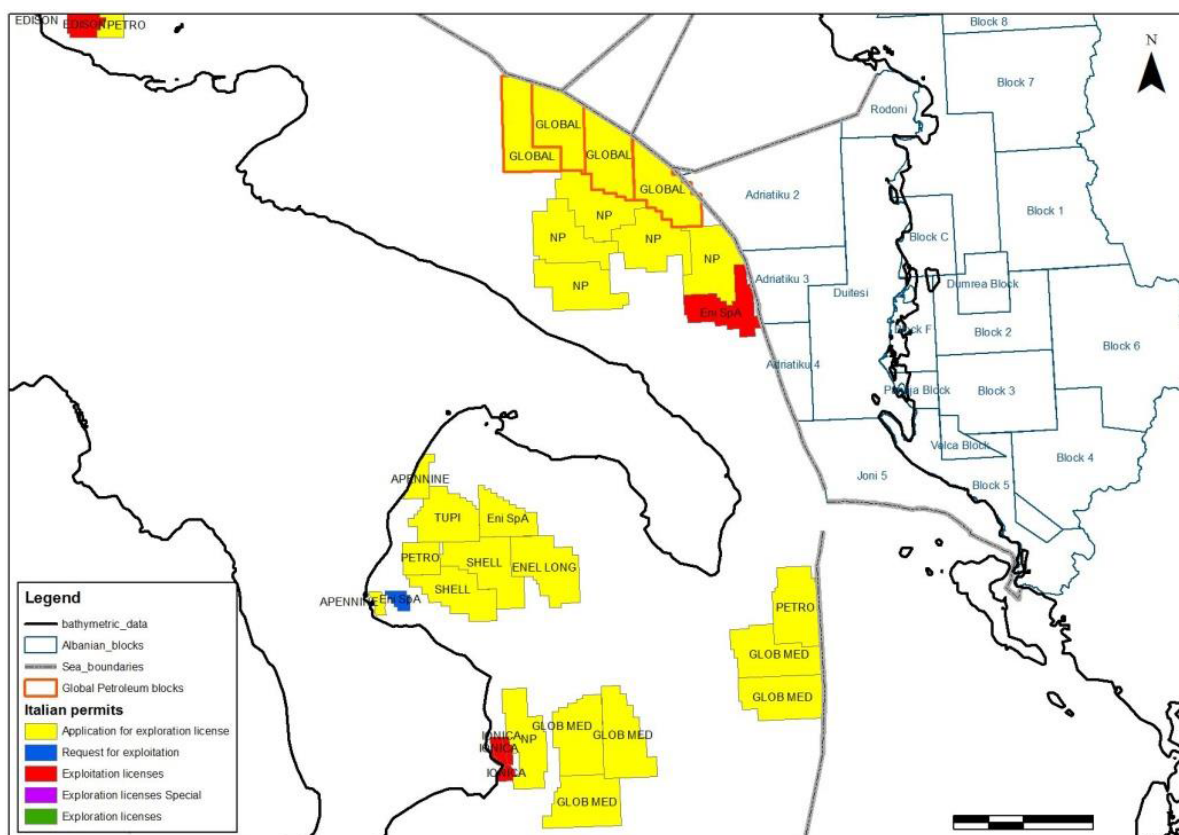 EDISON
EDISON
PETRO
Block 8
N
Block 7
Rodoni
GLOBAL
GLOBAL
GLOBAL
GLOBAL
Adriatiku 2
Block 1
NP
NP
NP
NP
NP
Block C
Adriatiku 3
Duitesi
Dumrea Block
Eni SpA
Block F
Block 2
Block 6
Adriatiku 4
Block 3
Velca Block
Block 4
Joni 5
Block 5
APENNINE
TUPI
Eni SpA
PETRO
SHELL
ENEL LONG
SHELL
APENNINE
Eni SpA
PETRO
GLOB MED
GLOB MED
IONICA
IONICA
NP
IONICA
GLOB MED
GLOB MED
GLOB MED
Legend
bathymetric_data
Albanian_blocks
Sea_boundaries
Global Petroleum blocks
Italian permits
Application for exploration license
Request for exploitation
Exploitation licenses
Exploration licenses Special
Exploration licenses